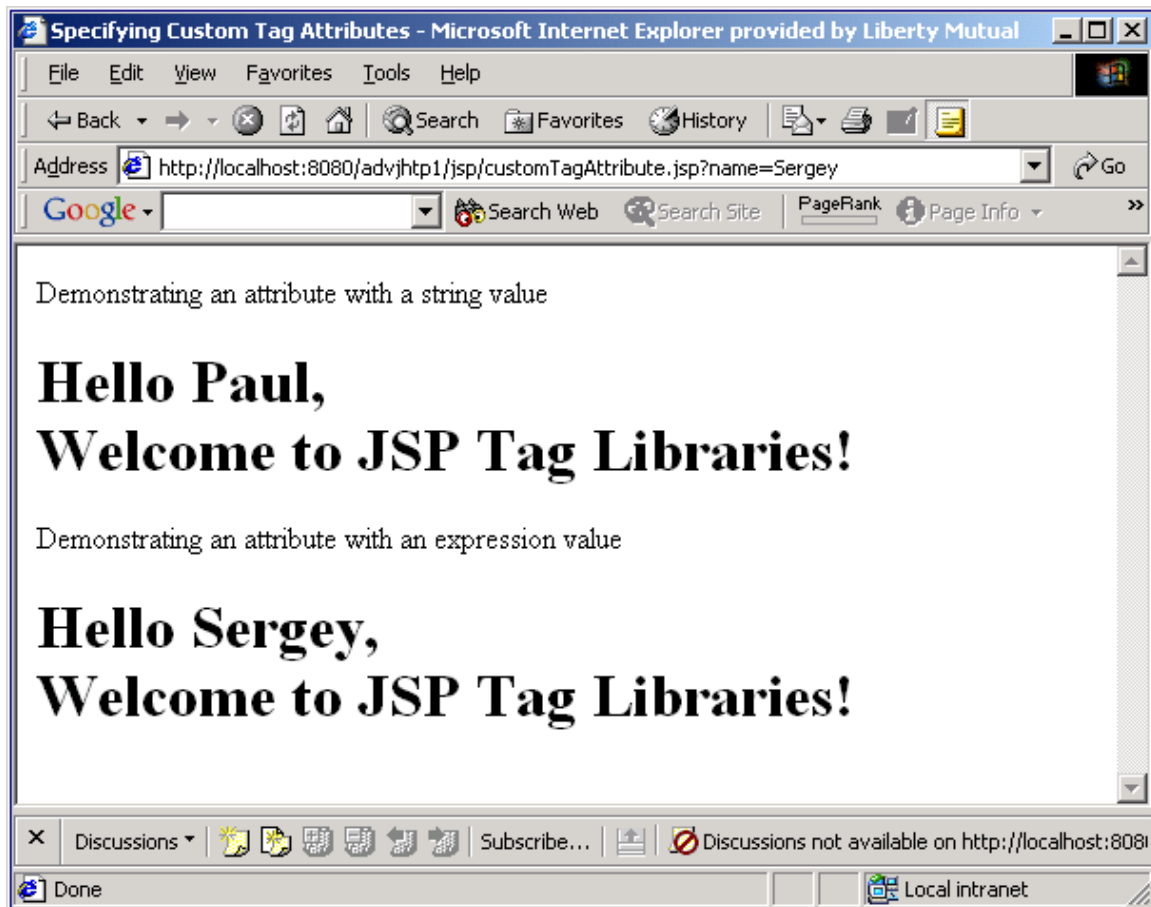 Specifying Custom Tag Attributes - Microsoft Internet Explorer provided by Liberty Mutual
File Edit View Favorites Tools Help
Back Search Favorites History
Address http://localhost:8080/advjhtp1/jsp/customTagAttribute.jsp?name=Sergey Go
Google Search Web Search Site PageRank Page Info »
Demonstrating an attribute with a string value
Hello Paul,
Welcome to JSP Tag Libraries!
Demonstrating an attribute with an expression value
Hello Sergey,
Welcome to JSP Tag Libraries!
Discussions Subscribe... Discussions not available on http://localhost:808
Done Local intranet